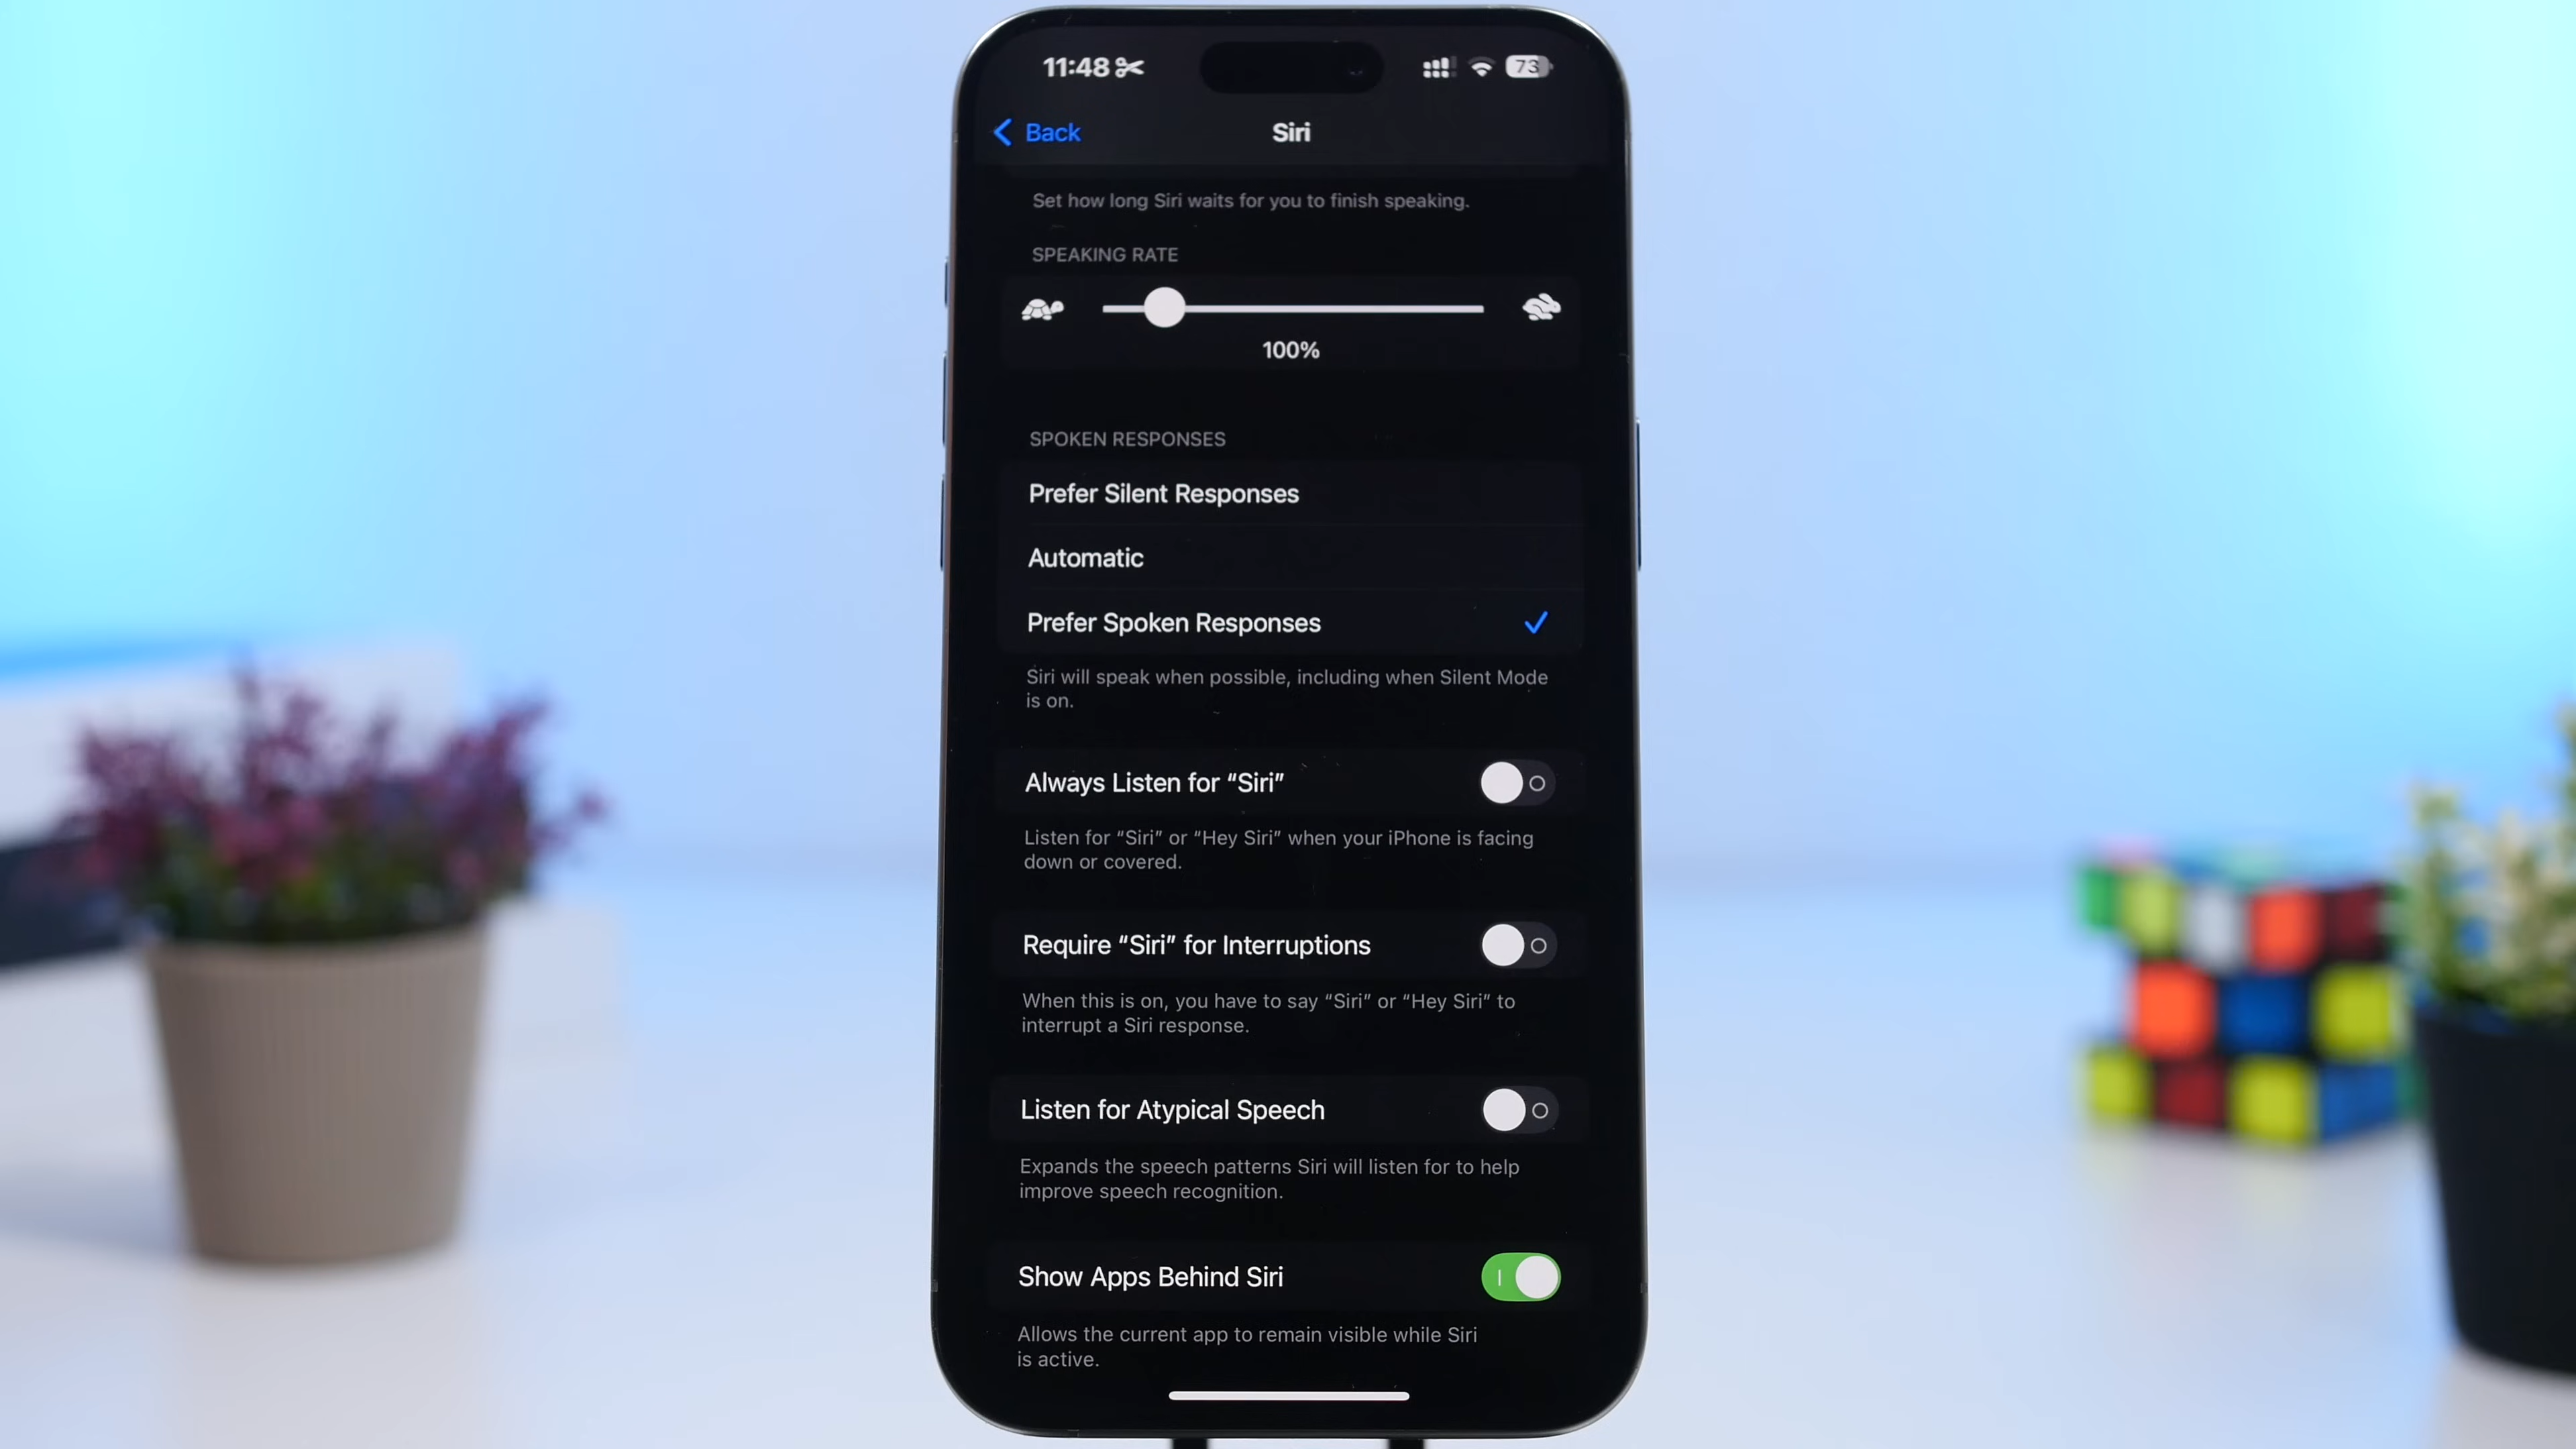 11:48
73
Back
Siri
Set how long Siri waits for you to finish speaking.
SPEAKING RATE
100%
SPOKEN RESPONSES
Prefer Silent Responses
Automatic
Prefer Spoken Responses
Siri will speak when possible, including when Silent Mode
is on.
Always Listen for “Siri”
Listen for “Siri” or “Hey Siri” when your iPhone is facing
down or covered.
Require “Siri” for Interruptions
When this is on, you have to say “Siri” or “Hey Siri” to
interrupt a Siri response.
Listen for Atypical Speech
Expands the speech patterns Siri will listen for to help
improve speech recognition.
Show Apps Behind Siri
Allows the current app to remain visible while Siri
is active.